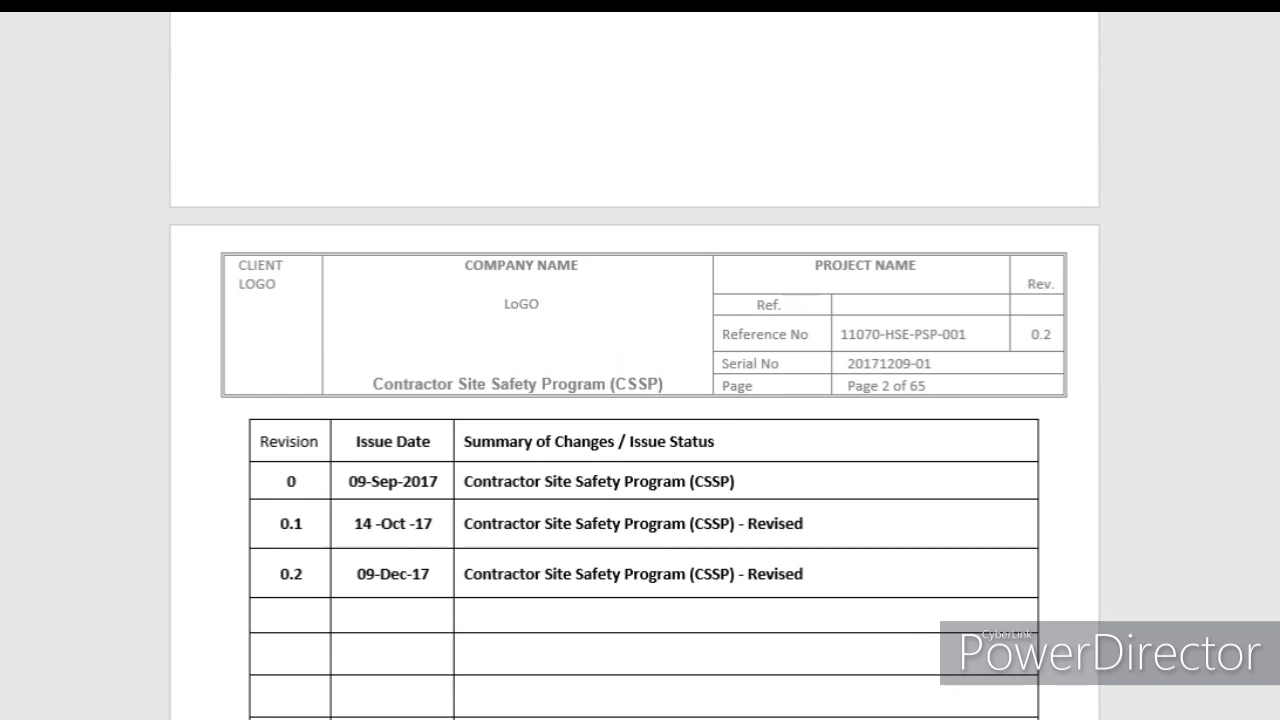 CLIENT LOGO
COMPANY NAME
LoGO
Contractor Site Safety Program (CSSP)
PROJECT NAME
Rev.
Ref.
Reference No 11070-HSE-PSP-001 0.2
Serial No 20171209-01
Page Page 2 of 65
Revision Issue Date Summary of Changes / Issue Status
0 09-Sep-2017 Contractor Site Safety Program (CSSP)
0.1 14 -Oct -17 Contractor Site Safety Program (CSSP) - Revised
0.2 09-Dec-17 Contractor Site Safety Program (CSSP) - Revised
CyberLink
PowerDirector